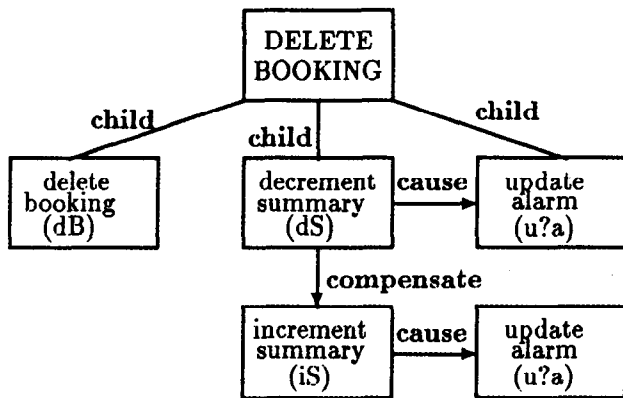 DELETE
BOOKING
child
child
child
delete
booking
(dB)
decrement
summary
(dS)
cause
update
alarm
(u?a)
compensate
increment
summary
(iS)
cause
update
alarm
(u?a)